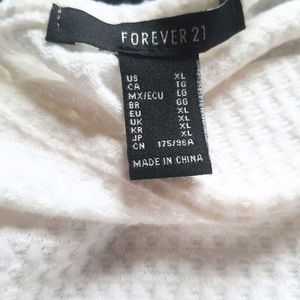 FOREVER 21
US XL
CA TG
MX/ECU EG
BR GG
EU XL
UK XL
KR XL
JP XL
CN 175/96A
MADE IN CHINA